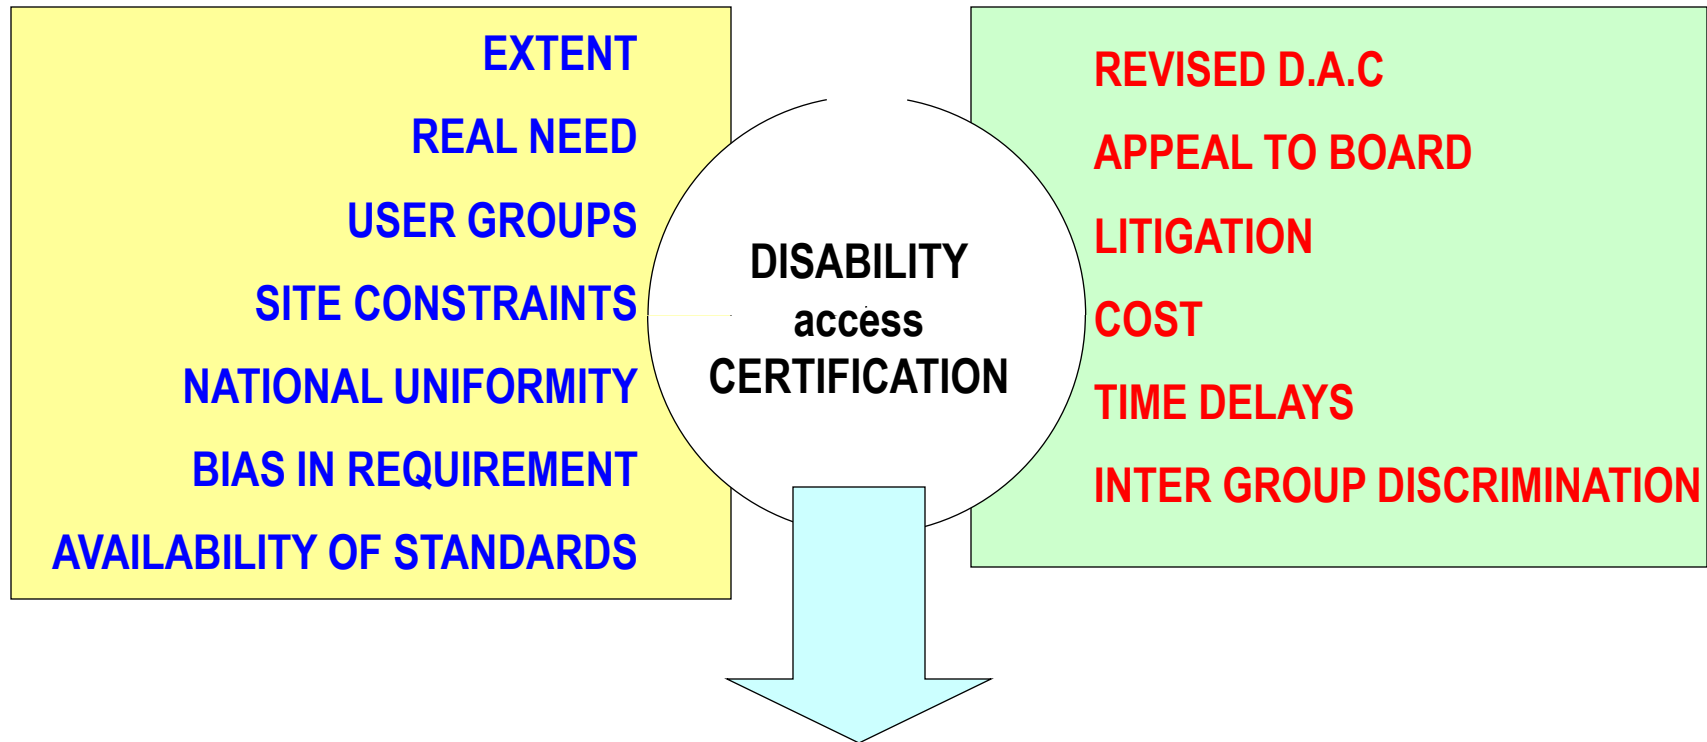 EXTENT
REAL NEED
USER GROUPS
SITE CONSTRAINTS
NATIONAL UNIFORMITY
BIAS IN REQUIREMENT
AVAILABILITY OF STANDARDS
DISABILITY
access
CERTIFICATION
REVISED D.A.C
APPEAL TO BOARD
LITIGATION
COST
TIME DELAYS
INTER GROUP DISCRIMINATION